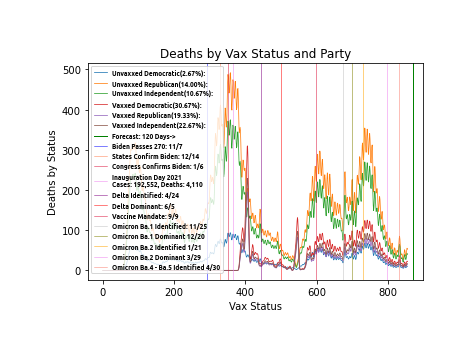 Deaths by Vax Status and Party
Deaths by Status
500
400
300
200
100
0
Unvaxxed Democratic(2.67%):
Unvaxxed Republican(14.00%):
Unvaxxed Independent(10.67%):
Vaxxed Democratic(30.67%):
Vaxxed Republican(19.33%):
Vaxxed Independent(22.67%):
Forecast: 120 Days->
Biden Passes 270: 11/7
States Confirm Biden: 12/14
Congress Confirms Biden: 1/6
Inauguration Day 2021
Cases: 192,552, Deaths: 4,110
Delta Identified: 4/24
Delta Dominant: 6/5
Vaccine Mandate: 9/9
Omicron Ba.1 Identified: 11/25
Omicron Ba.1 Dominant 12/20
Omicron Ba.2 Identified 1/21
Omicron Ba.2 Dominant 3/29
Omicron Ba.4 - Ba.5 Identified 4/30
0
200
400
600
800
Vax Status